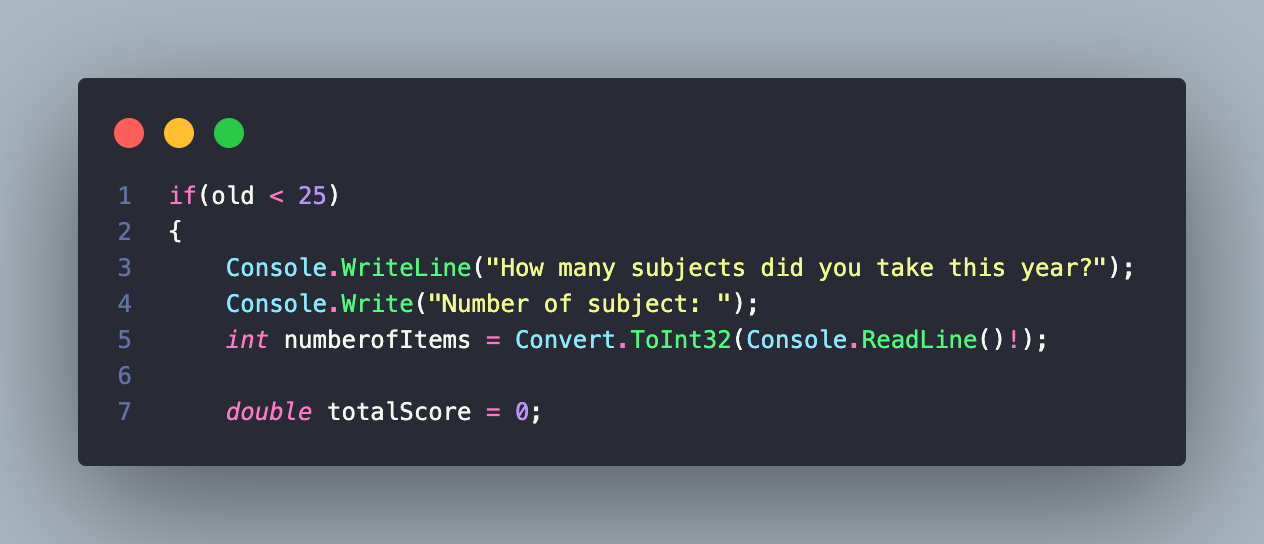 1 if(old < 25)
2 {
3 Console.WriteLine("How many subjects did you take this year?");
4 Console.Write("Number of subject: ");
5 int numberofItems = Convert.ToInt32(Console.ReadLine()!);
6
7 double totalScore = 0;